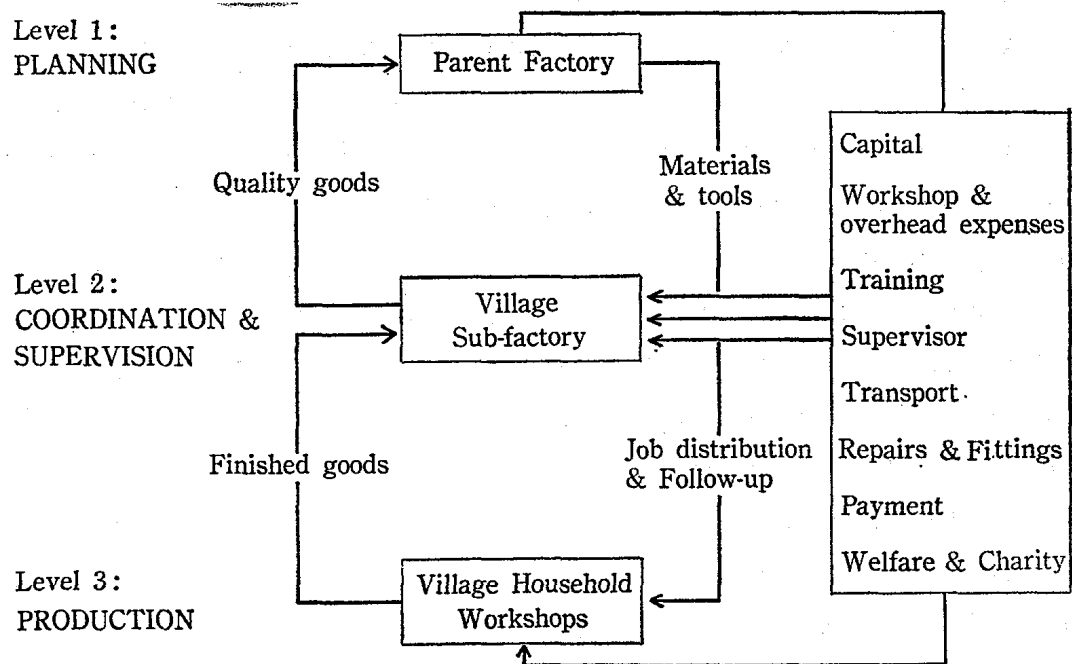 Level 1:
PLANNING
Parent Factory
Quality goods
Materials
& tools
Capital
Workshop &
overhead expenses
Training
Supervisor
Transport
Repairs & Fittings
Payment
Welfare & Charity
Level 2:
COORDINATION &
SUPERVISION
Village
Sub-factory
Finished goods
Job distribution
& Follow-up
Level 3:
PRODUCTION
Village Household
Workshops